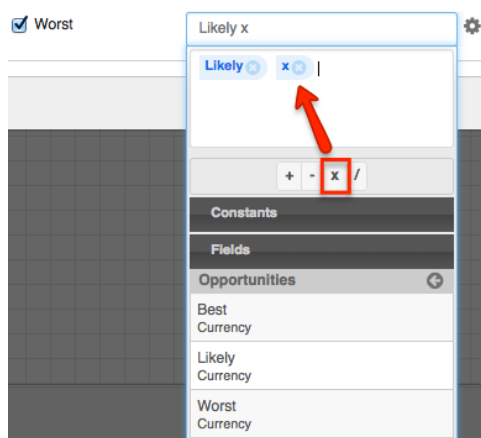 Worst
Likely x
Likely x
+ - x /
Constants
Fields
Opportunities
Best
Currency
Likely
Currency
Worst
Currency